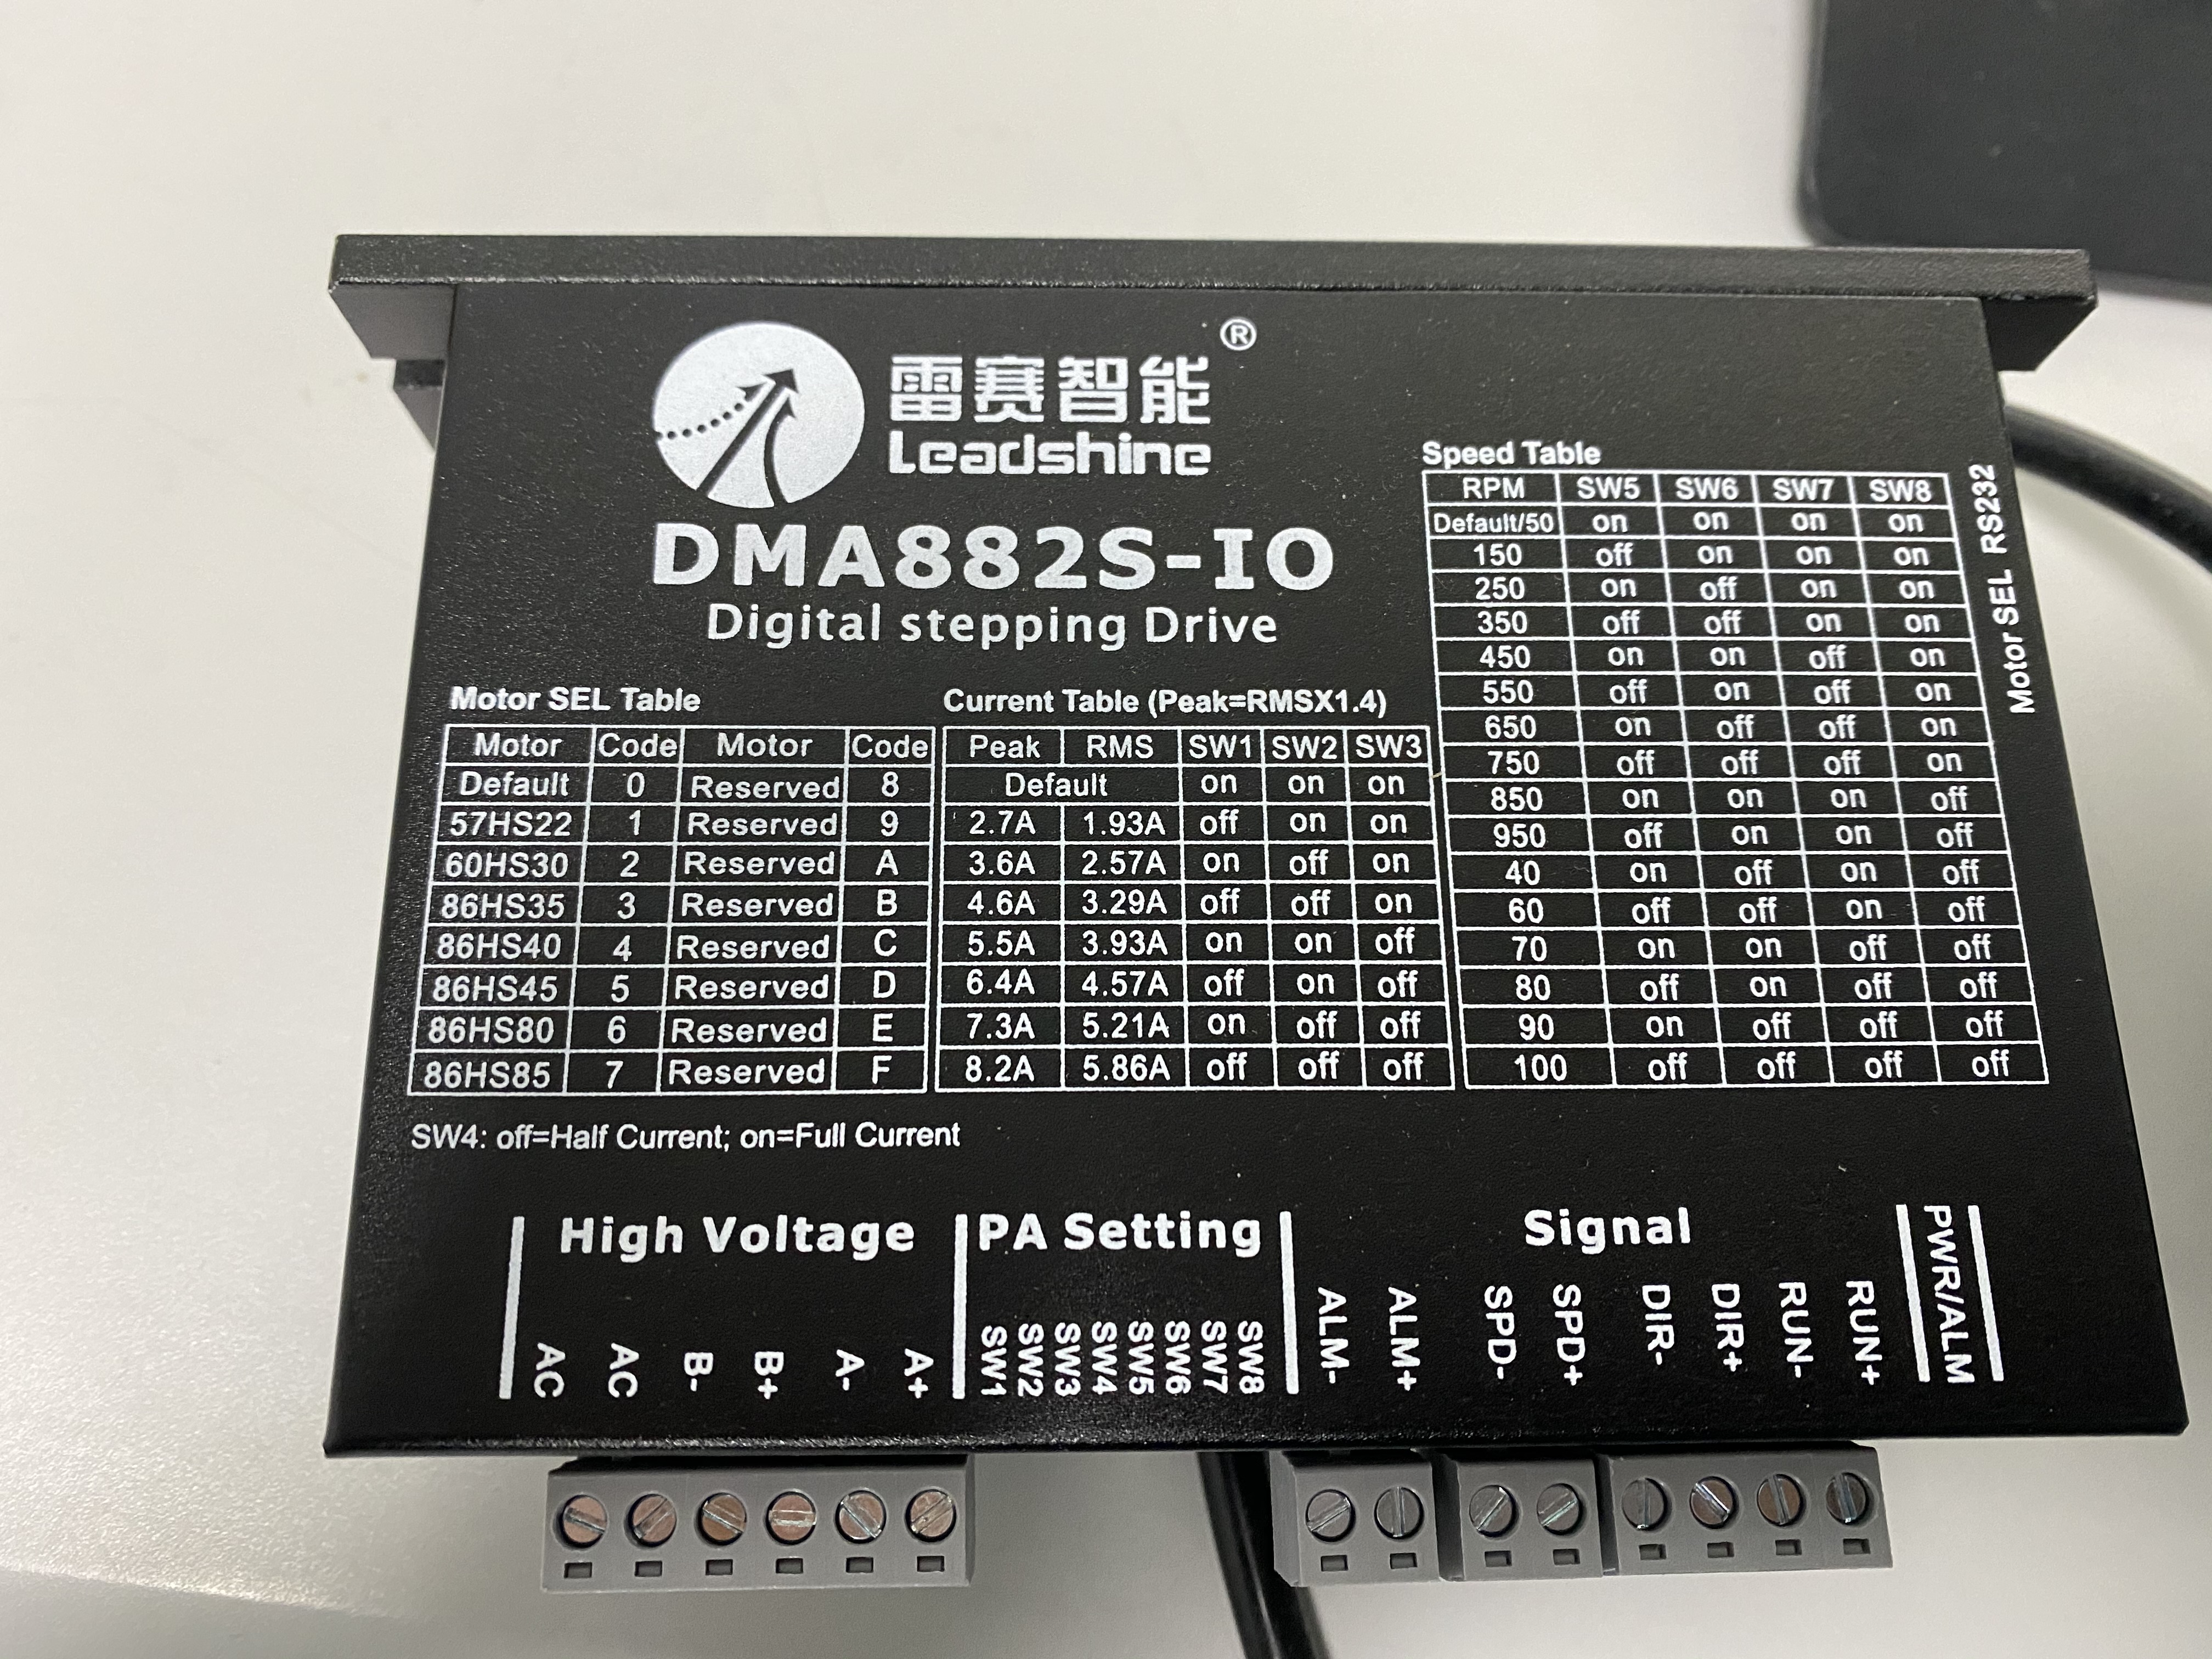 雷赛智能®
Leadshine
DMA882S-IO
Digital stepping Drive
Motor SEL Table
Motor Code Motor Code
Default 0 Reserved 8
57HS22 1 Reserved 9
60HS30 2 Reserved A
86HS35 3 Reserved B
86HS40 4 Reserved C
86HS45 5 Reserved D
86HS80 6 Reserved E
86HS85 7 Reserved F
Current Table (Peak=RMSX1.4)
Peak RMS SW1 SW2 SW3
Default on on on
2.7A 1.93A off on on
3.6A 2.57A on off on
4.6A 3.29A off off on
5.5A 3.93A on on off
6.4A 4.57A off on off
7.3A 5.21A on off off
8.2A 5.86A off off off
Speed Table
RPM SW5 SW6 SW7 SW8
Default/50 on on on on
150 off on on on
250 on off on on
350 off off on on
450 on on off on
550 off on off on
650 on off off on
750 off off off on
850 on on on off
950 off on on off
40 on off on off
60 off off on off
70 on on off off
80 off on off off
90 on off off off
100 off off off off
Motor SEL RS232
SW4: off=Half Current; on=Full Current
High Voltage
PA Setting
Signal
PWR/ALM
AC
AC
B-
B+
A-
A+
SW1
SW2
SW3
SW4
SW5
SW6
SW7
SW8
ALM-
ALM+
SPD-
SPD+
DIR-
DIR+
RUN-
RUN+